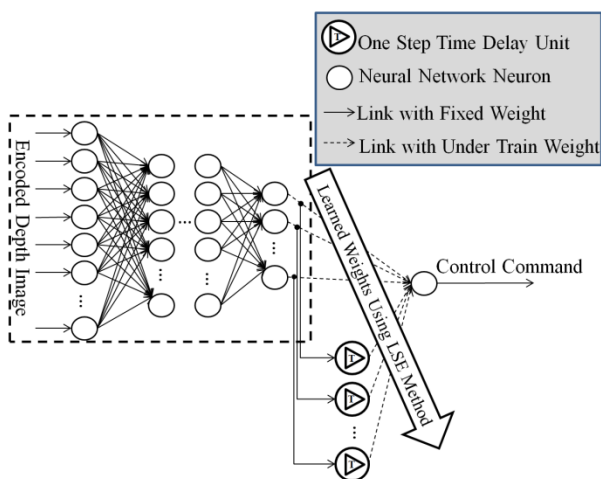 One Step Time Delay Unit
Neural Network Neuron
Link with Fixed Weight
Link with Under Train Weight
Encoded Depth Image
Learned Weights Using LSE Method
Control Command
T
T
T
T